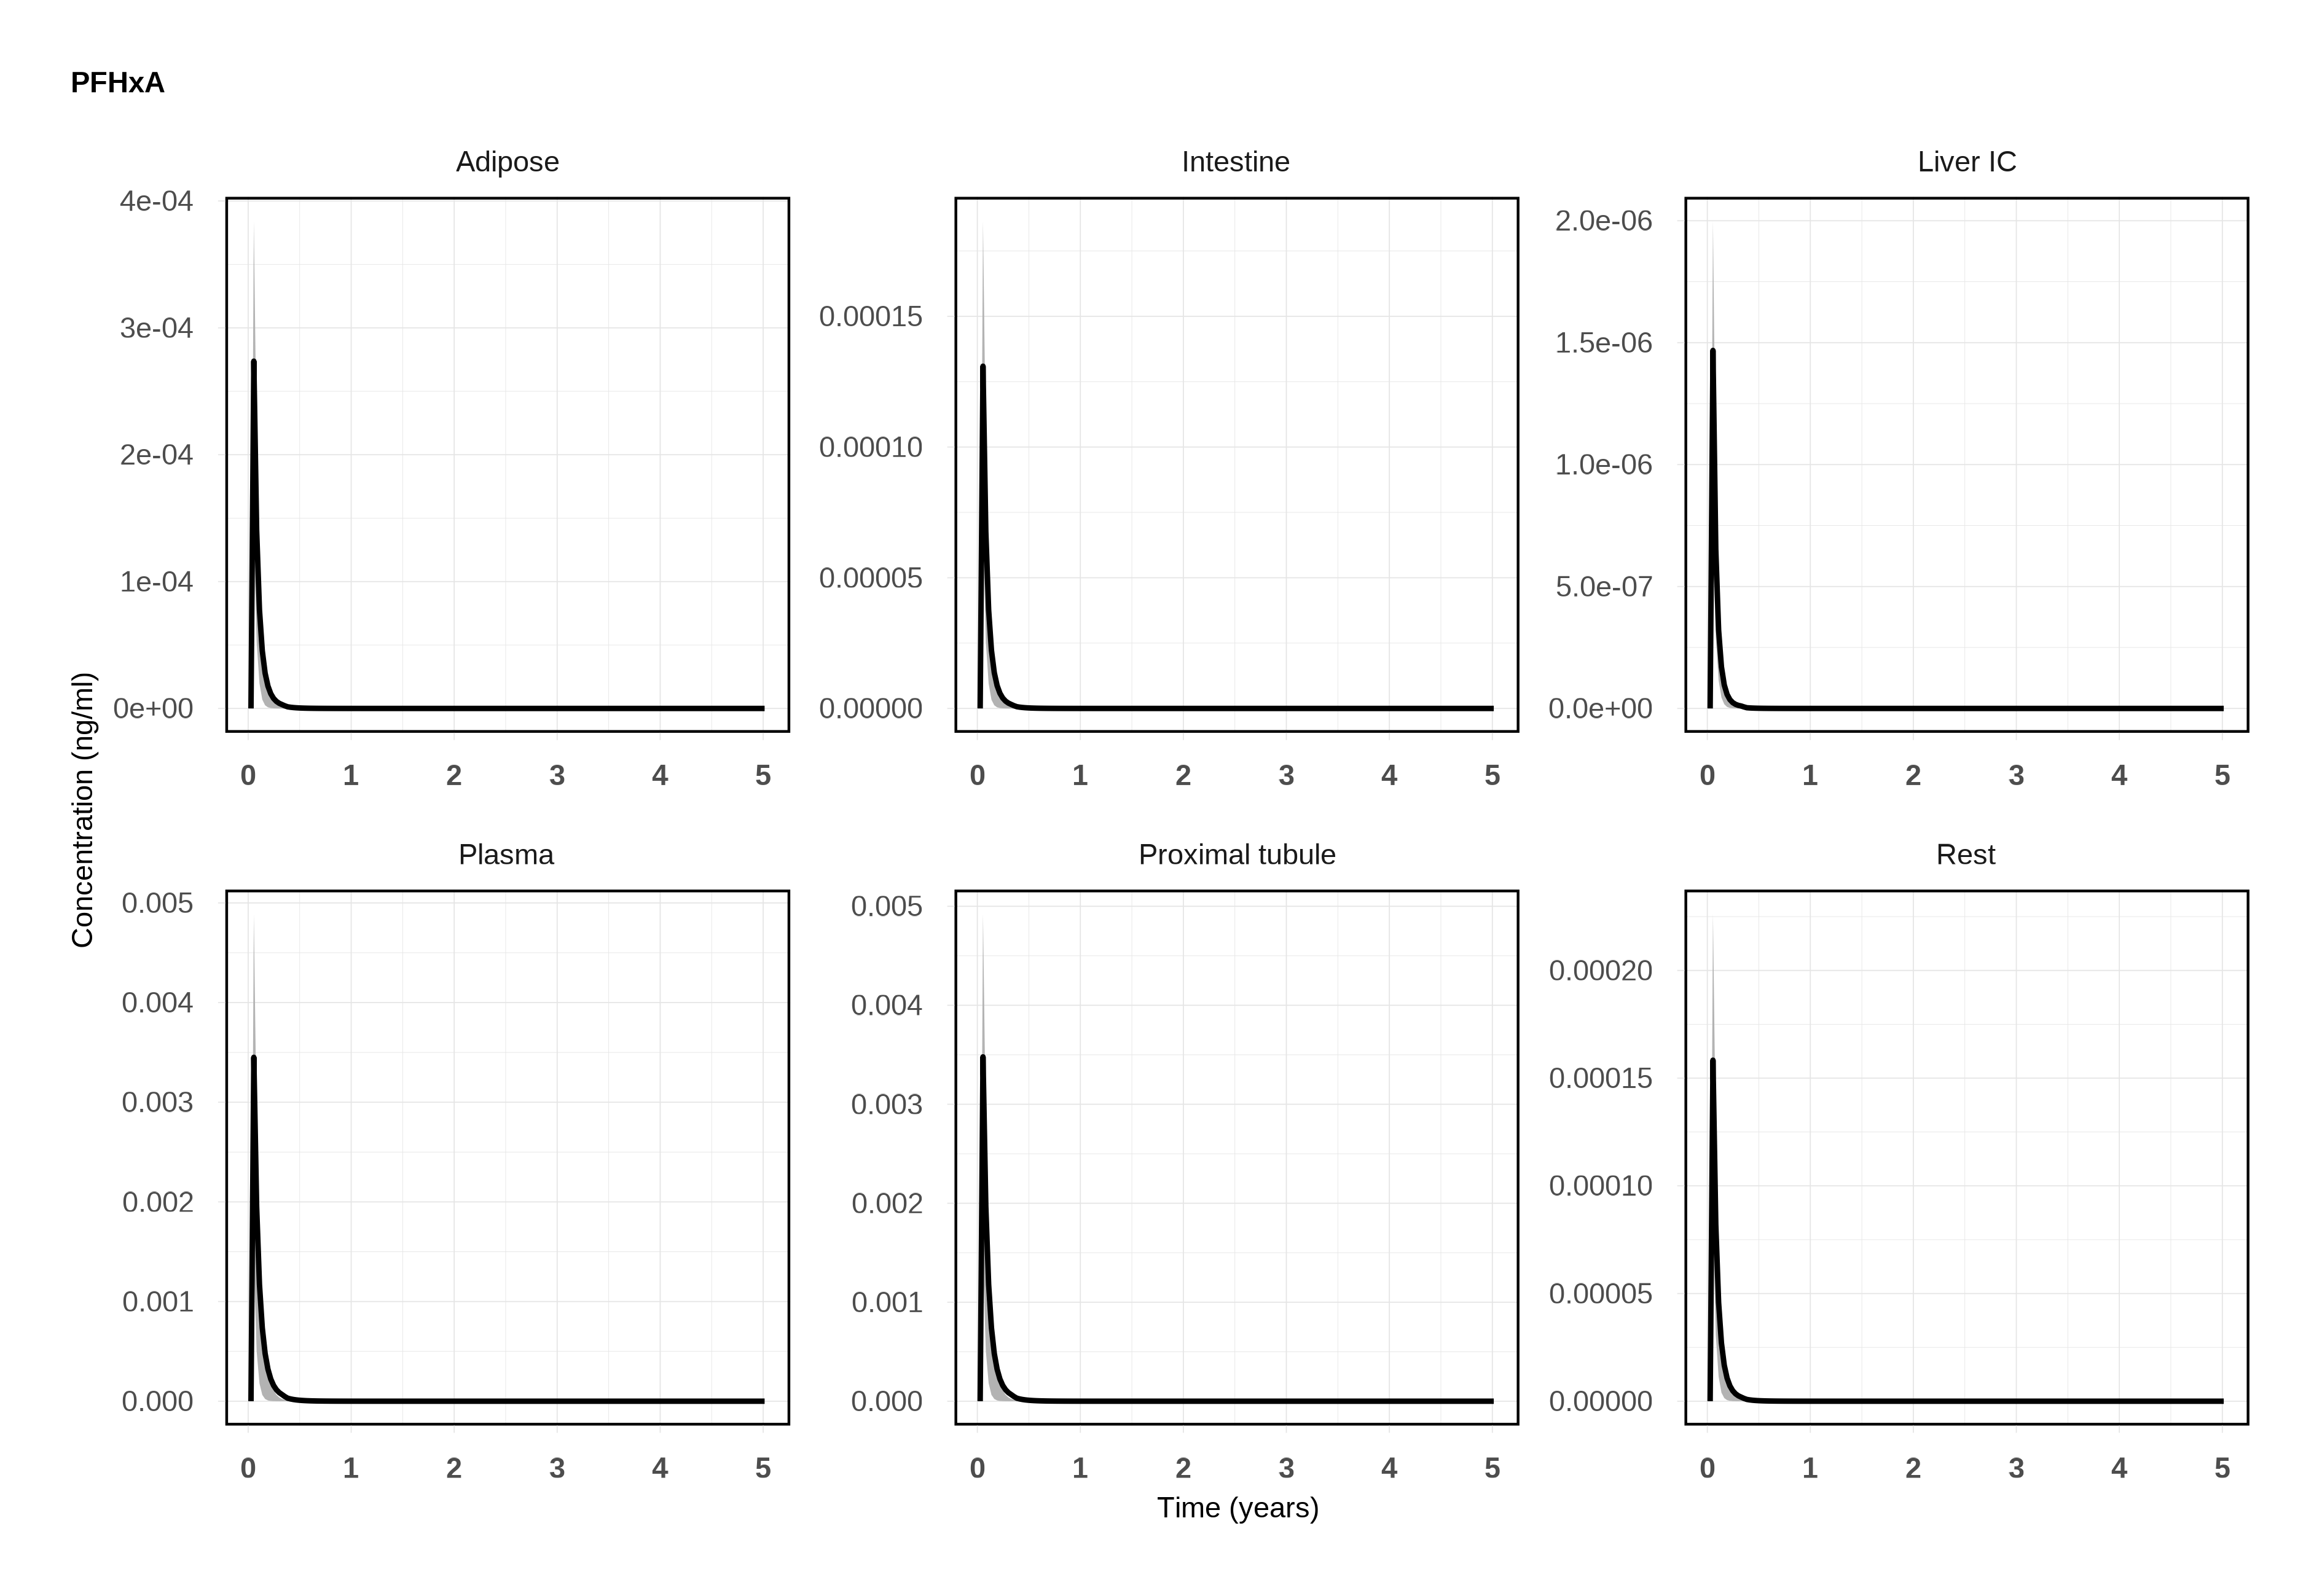 PFHxA
Adipose
Intestine
Liver IC
4e-04
3e-04
2e-04
1e-04
0e+00
0.00015
0.00010
0.00005
0.00000
2.0e-06
1.5e-06
1.0e-06
5.0e-07
0.0e+00
0 1 2 3 4 5
0 1 2 3 4 5
0 1 2 3 4 5
Concentration (ng/ml)
Plasma
Proximal tubule
Rest
0.005
0.004
0.003
0.002
0.001
0.000
0.005
0.004
0.003
0.002
0.001
0.000
0.00020
0.00015
0.00010
0.00005
0.00000
0 1 2 3 4 5
0 1 2 3 4 5
0 1 2 3 4 5
Time (years)